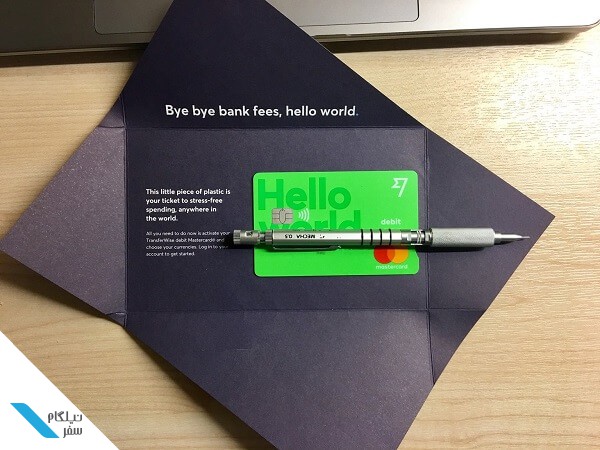 Bye bye bank fees, hello world.
This little piece of plastic is
your ticket to stress-free
spending, anywhere in
the world.
All you need to do now is activate your
TransferWise debit Mastercard® and
choose your currencies. Log in to your
account to get started.
Hello
world
debit
MECHA 0.5
mastercard
نیلگام
سفر